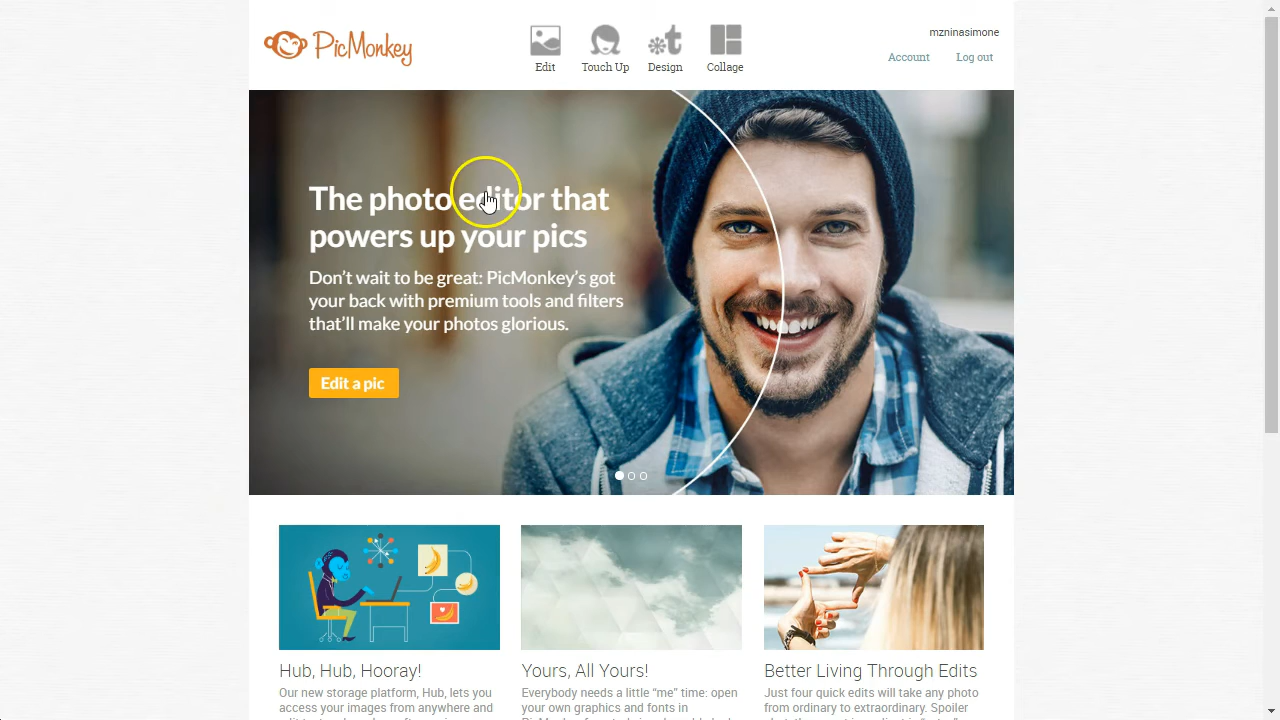 PicMonkey
Edit
Touch Up
Design
Collage
mzninasimone
Account
Log out
The photo editor that
powers up your pics
Don't wait to be great: PicMonkey's got
your back with premium tools and filters
that'll make your photos glorious.
Edit a pic
Hub, Hub, Hooray!
Our new storage platform, Hub, lets you
access your images from anywhere and
Yours, All Yours!
Everybody needs a little "me" time: open
your own graphics and fonts in
Better Living Through Edits
Just four quick edits will take any photo
from ordinary to extraordinary. Spoiler